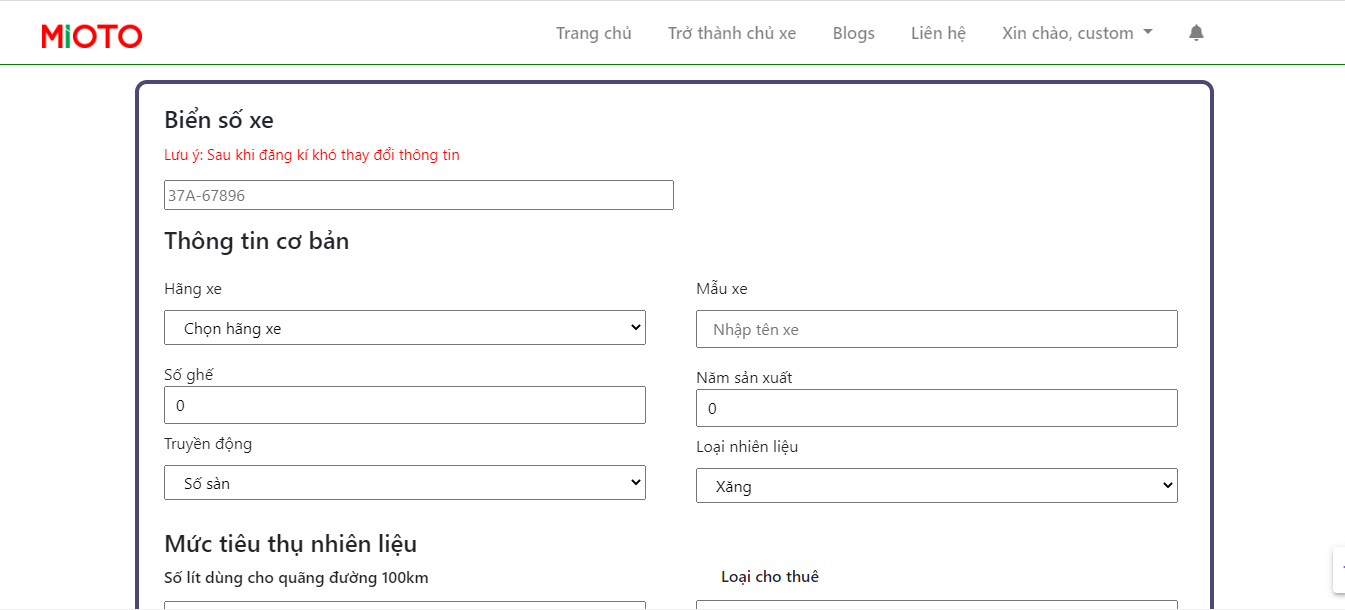 MiOTO
Trang chủ Trở thành chủ xe Blogs Liên hệ Xin chào, custom
Biển số xe
Lưu ý: Sau khi đăng kí khó thay đổi thông tin
37A-67896
Thông tin cơ bản
Hãng xe
Mẫu xe
Chọn hãng xe
Nhập tên xe
Số ghế
Năm sản xuất
0
0
Truyền động
Loại nhiên liệu
Số sàn
Xăng
Mức tiêu thụ nhiên liệu
Số lít dùng cho quãng đường 100km
Loại cho thuê